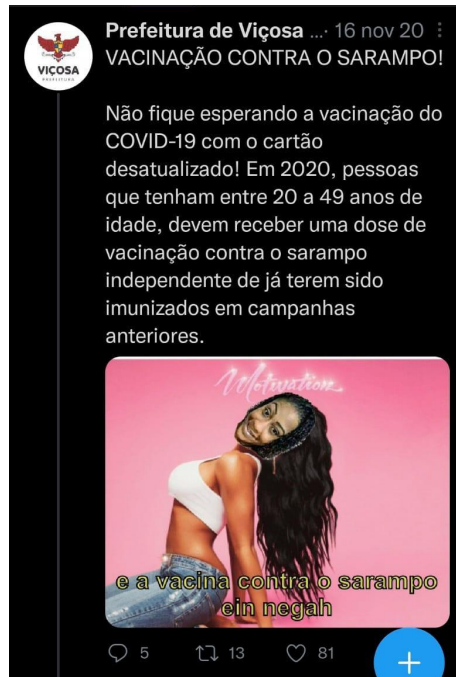 Prefeitura de Viçosa ...· 16 nov 20
VACINAÇÃO CONTRA O SARAMPO!
VIÇOSA
PREFEITURA
Não fique esperando a vacinação do
COVID-19 com o cartão
desatualizado! Em 2020, pessoas
que tenham entre 20 a 49 anos de
idade, devem receber uma dose de
vacinação contra o sarampo
independente de já terem sido
imunizados em campanhas
anteriores.
Motivation
e a vacina contra o sarampo
ein negah
5 13 81